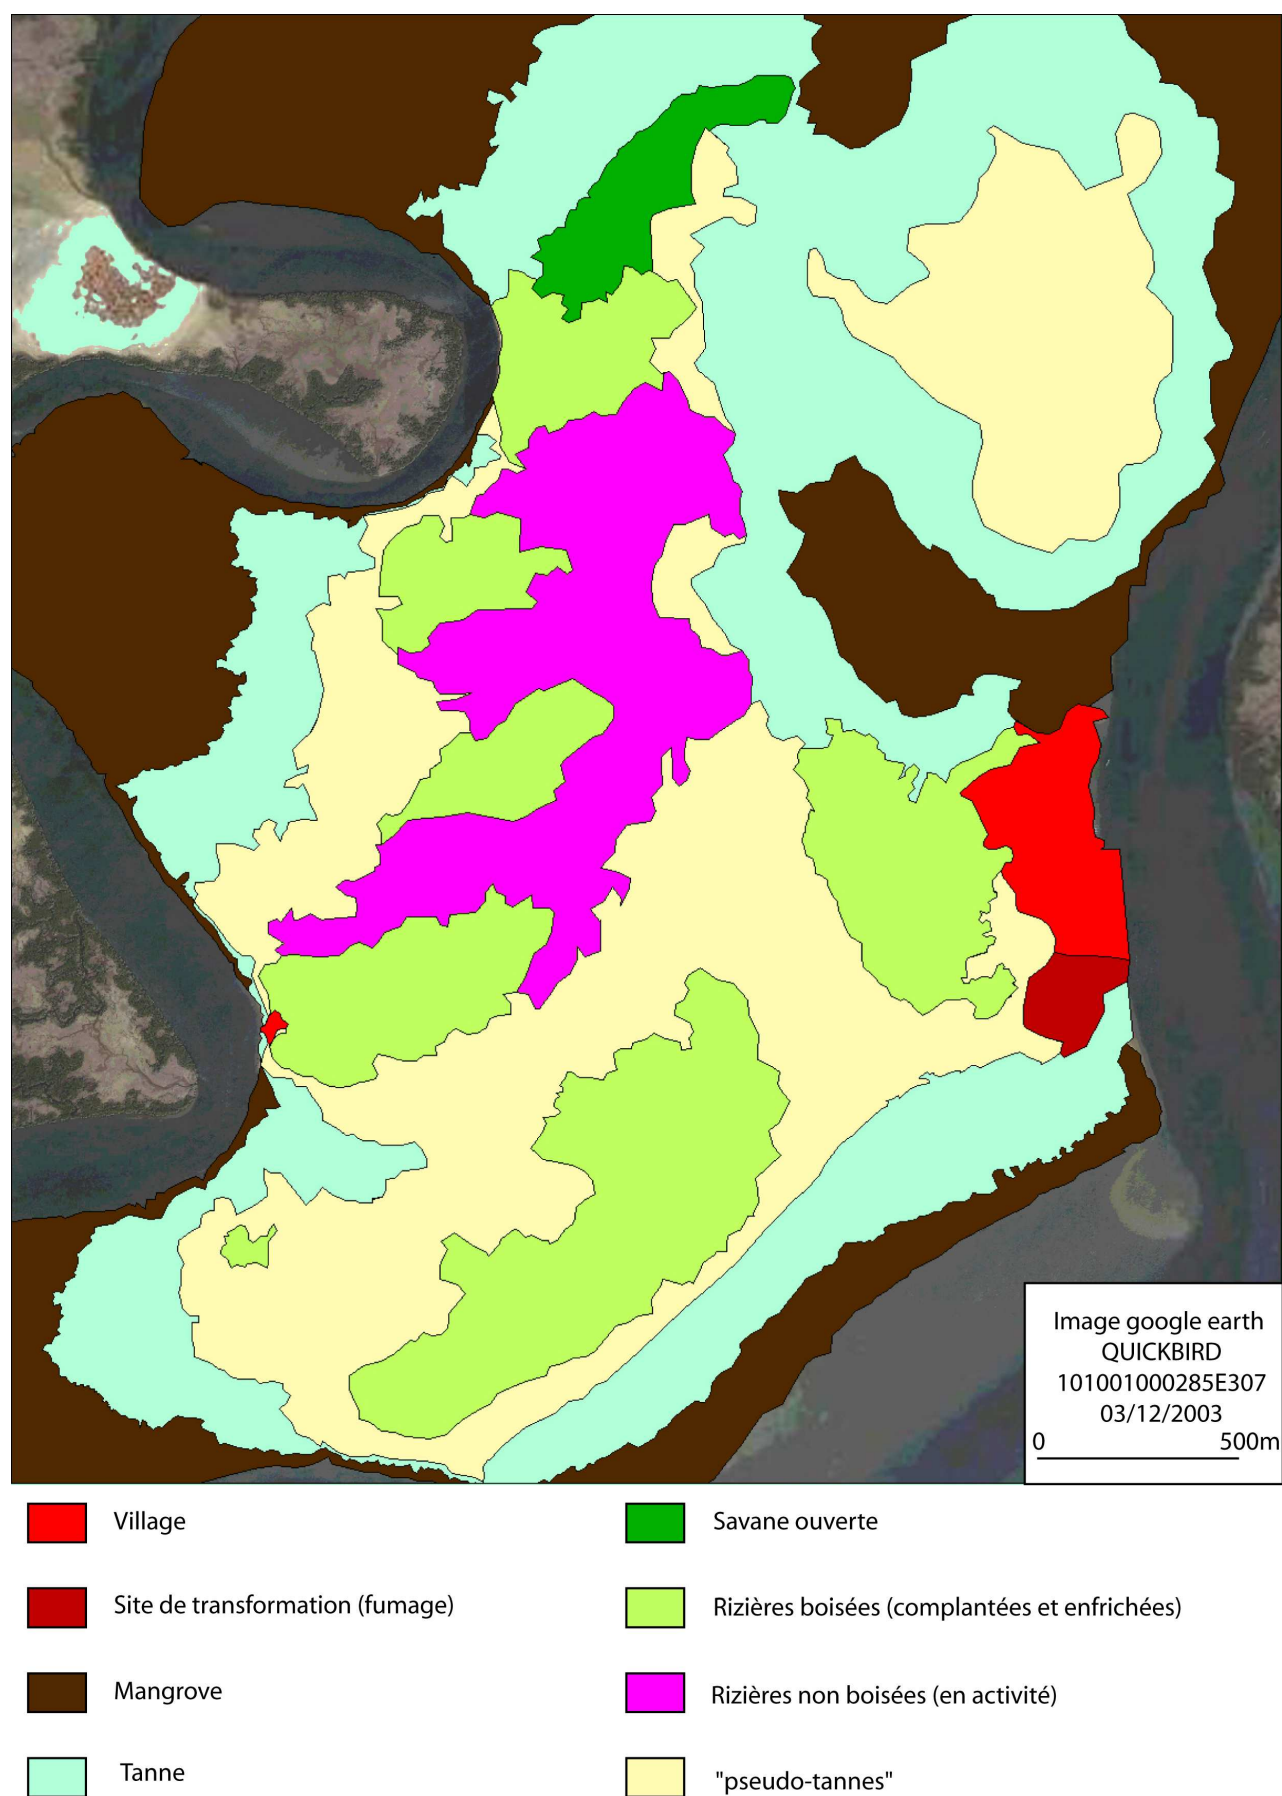 Image google earth
QUICKBIRD
101001000285E307
03/12/2003
0 500m
Village
Savane ouverte
Site de transformation (fumage)
Rizières boisées (complantées et enfrichées)
Mangrove
Rizières non boisées (en activité)
Tanne
"pseudo-tannes"